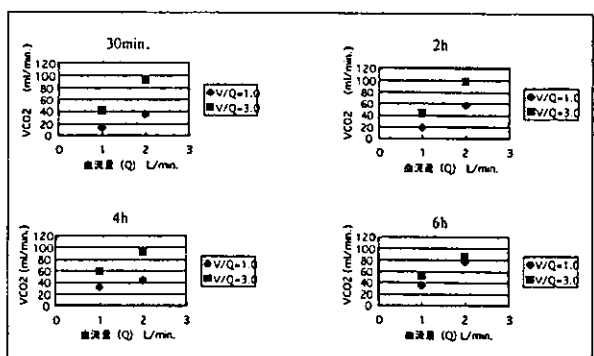 30min.
VCO2 (ml/min.)
120
100
80
60
40
20
0
0 1 2 3
血流量 (Q) L/min.
V/Q=1.0
V/Q=3.0
2h
VCO2 (ml/min.)
120
100
80
60
40
20
0
0 1 2 3
血流量 (Q) L/min.
V/Q=1.0
V/Q=3.0
4h
VCO2 (ml/min.)
120
100
80
60
40
20
0
0 1 2 3
血流量 (Q) L/min.
V/Q=1.0
V/Q=3.0
6h
VCO2 (ml/min.)
120
100
80
60
40
20
0
0 1 2 3
血流量 (Q) L/min.
V/Q=1.0
V/Q=3.0